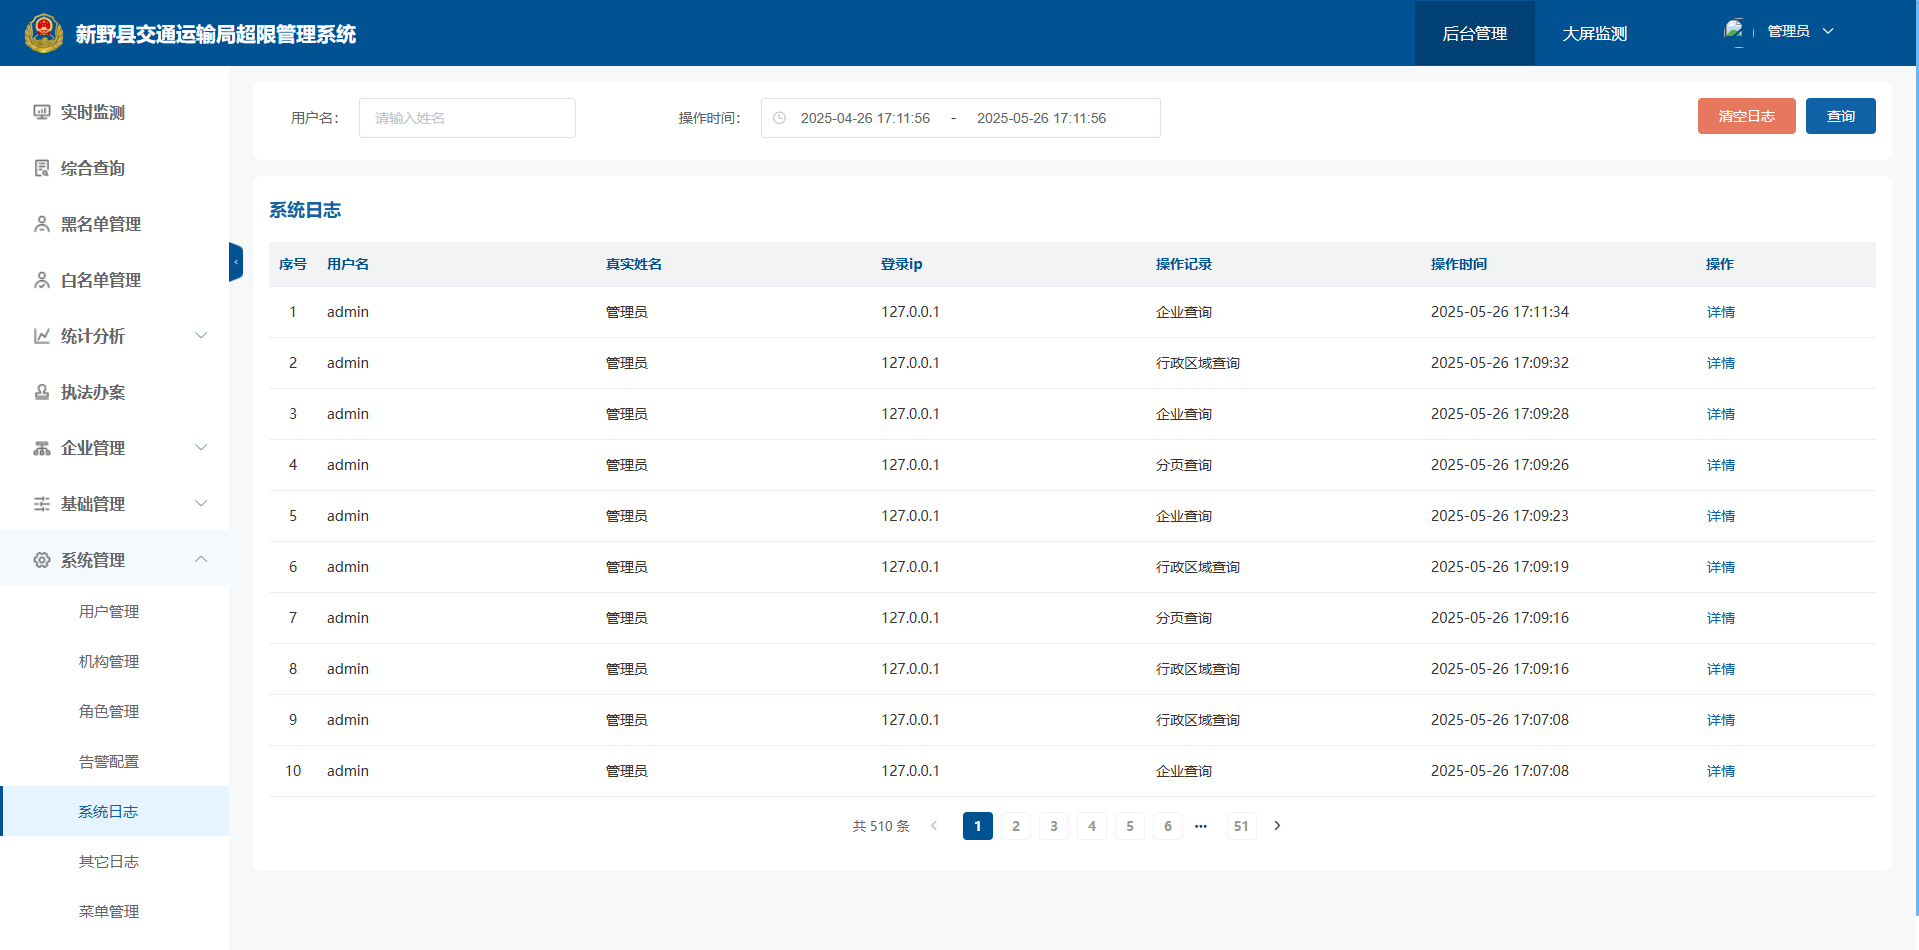 新野县交通运输局超限管理系统
后台管理
大屏监测
管理员
实时监测
综合查询
黑名单管理
白名单管理
统计分析
执法办案
企业管理
基础管理
系统管理
用户管理
机构管理
角色管理
告警配置
系统日志
其它日志
菜单管理
用户名: 请输入姓名 操作时间: 2025-04-26 17:11:56 - 2025-05-26 17:11:56 清空日志 查询
系统日志
序号 用户名 真实姓名 登录ip 操作记录 操作时间 操作
1 admin 管理员 127.0.0.1 企业查询 2025-05-26 17:11:34 详情
2 admin 管理员 127.0.0.1 行政区域查询 2025-05-26 17:09:32 详情
3 admin 管理员 127.0.0.1 企业查询 2025-05-26 17:09:28 详情
4 admin 管理员 127.0.0.1 分页查询 2025-05-26 17:09:26 详情
5 admin 管理员 127.0.0.1 企业查询 2025-05-26 17:09:23 详情
6 admin 管理员 127.0.0.1 行政区域查询 2025-05-26 17:09:19 详情
7 admin 管理员 127.0.0.1 分页查询 2025-05-26 17:09:16 详情
8 admin 管理员 127.0.0.1 行政区域查询 2025-05-26 17:09:16 详情
9 admin 管理员 127.0.0.1 行政区域查询 2025-05-26 17:07:08 详情
10 admin 管理员 127.0.0.1 企业查询 2025-05-26 17:07:08 详情
共 510 条 < 1 2 3 4 5 6 ··· 51 >